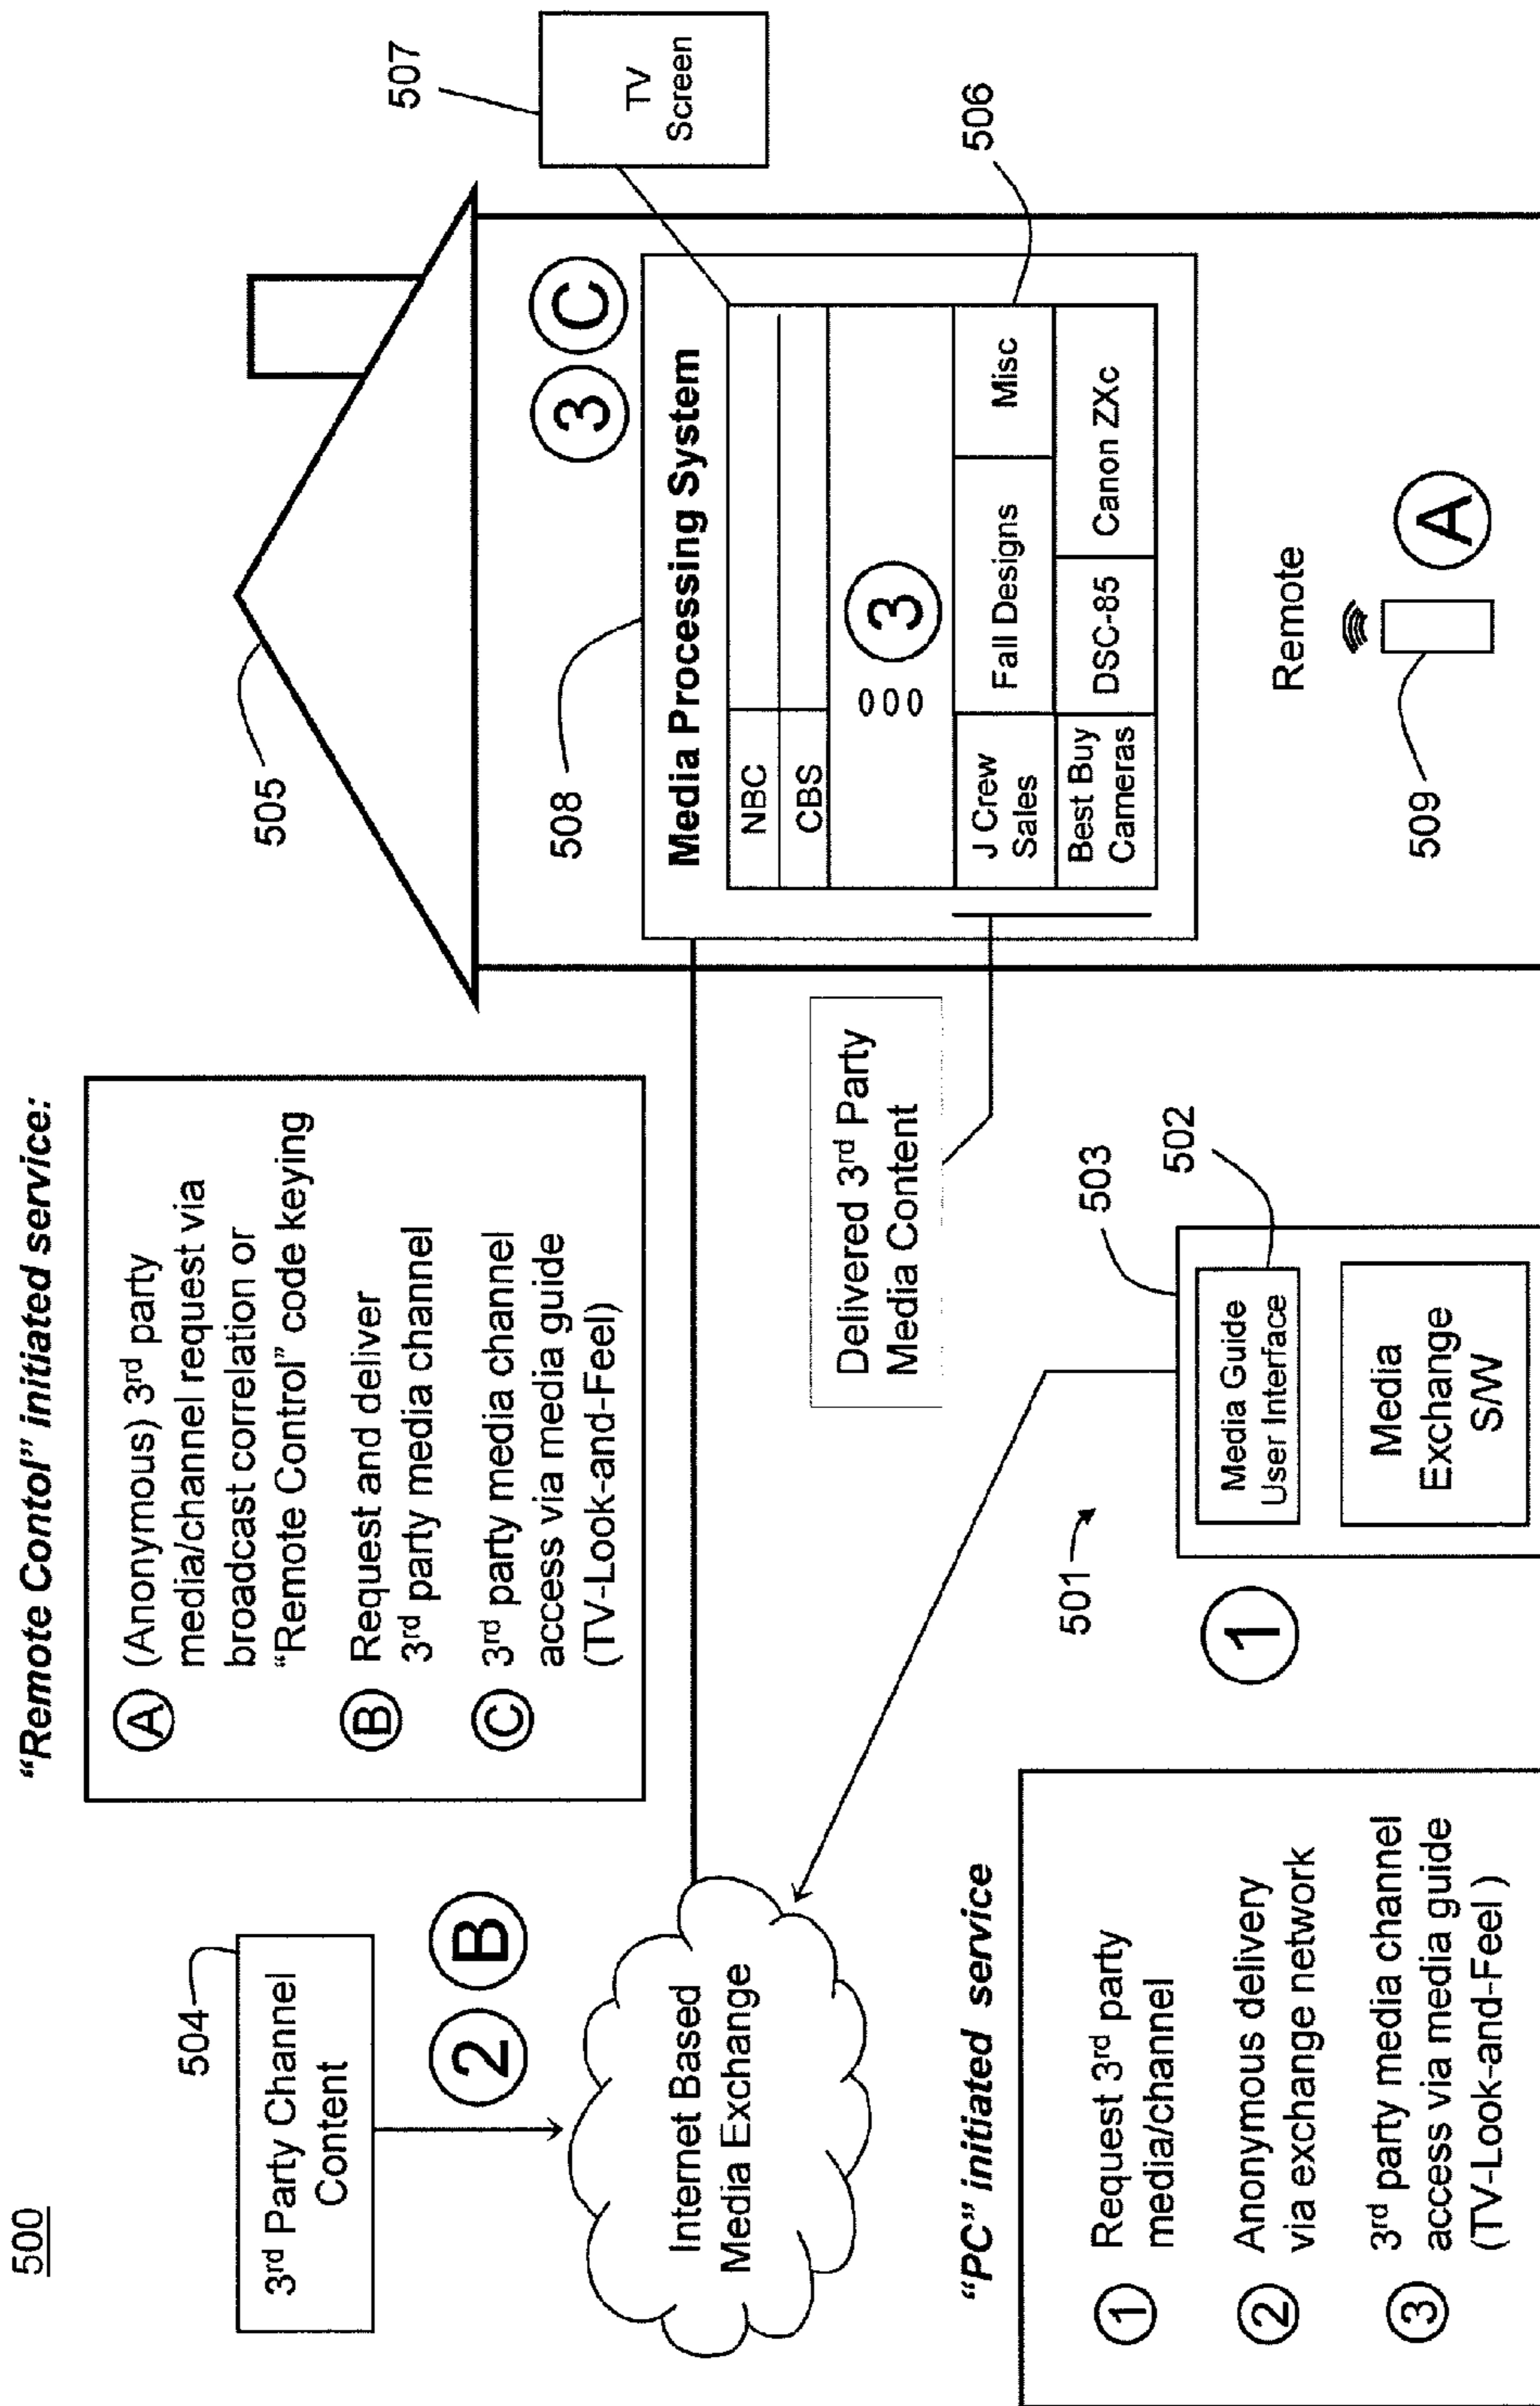 500
"Remote Contol" initiated service:
A (Anonymous) 3rd party
media/channel request via
broadcast correlation or
"Remote Control" code keying
B Request and deliver
3rd party media channel
C 3rd party media channel
access via media guide
(TV-Look-and-Feel)
504
3rd Party Channel
Content
2 B
Internet Based
Media Exchange
505
507
TV
Screen
3 C
508
Media Processing System
NBC
CBS
000
3
J Crew
Sales
Fall Designs
Misc
Best Buy
Cameras
DSC-85
Canon ZXc
506
Delivered 3rd Party
Media Content
Remote
509
A
"PC" initiated service
1 Request 3rd party
media/channel
2 Anonymous delivery
via exchange network
3 3rd party media channel
access via media guide
(TV-Look-and-Feel )
501
1
503
502
Media Guide
User Interface
Media
Exchange
S/W